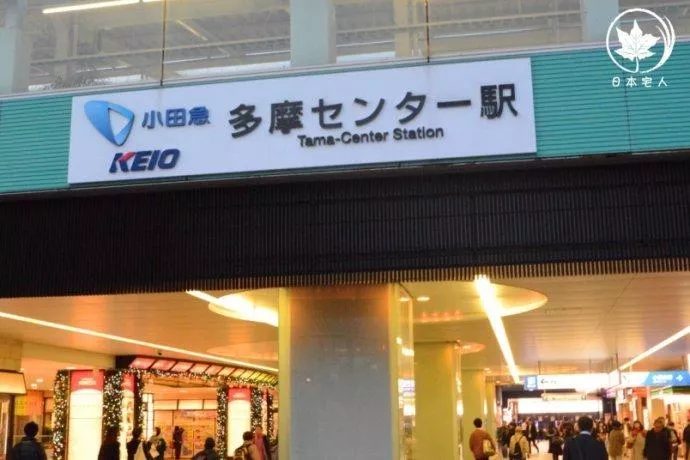 日本宅人
小田急
KEIO
多摩センター駅
Tama-Center Station